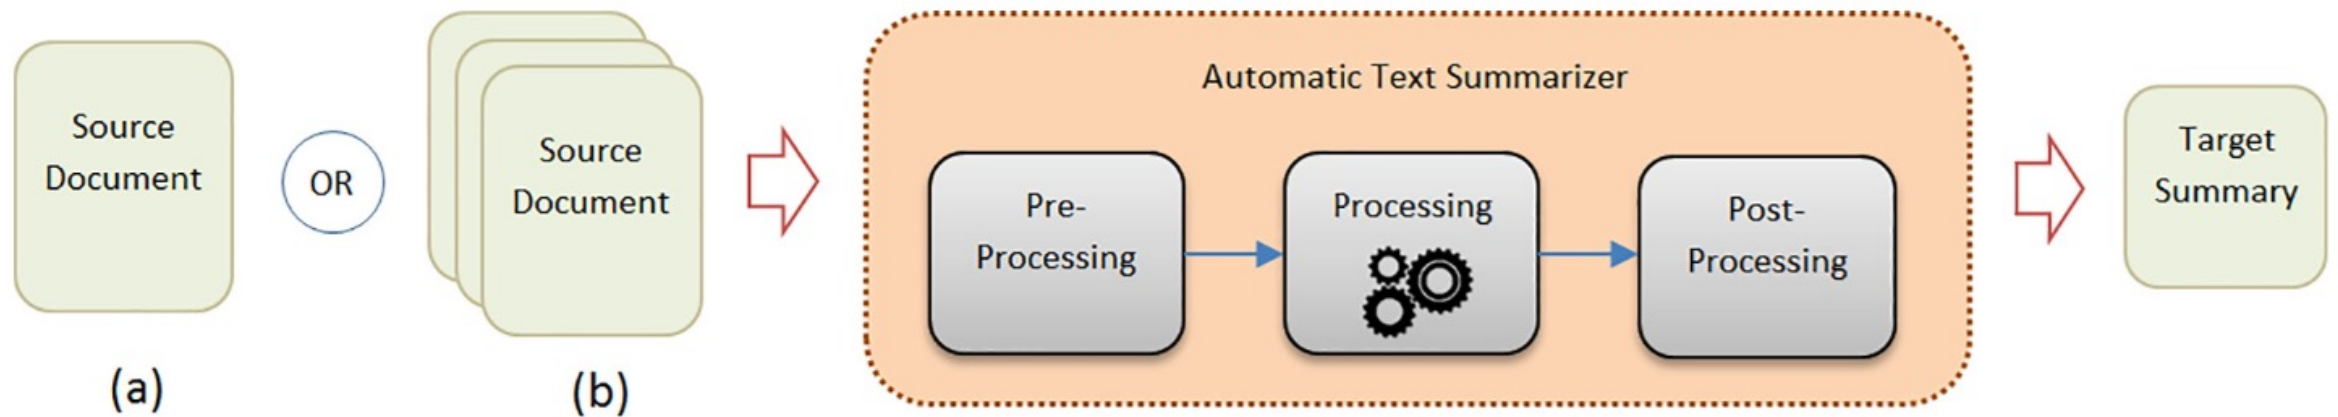 Source
Document
(a)
OR
Source
Document
(b)
Automatic Text Summarizer
Pre-
Processing
Processing
Post-
Processing
Target
Summary